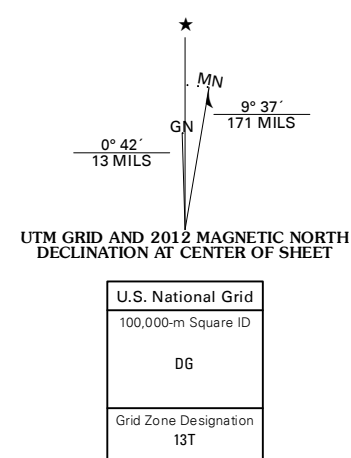 ★
MN
9° 37´
171 MILS
GN
0° 42´
13 MILS
UTM GRID AND 2012 MAGNETIC NORTH
DECLINATION AT CENTER OF SHEET
U.S. National Grid
100,000-m Square ID
DG
Grid Zone Designation
13T